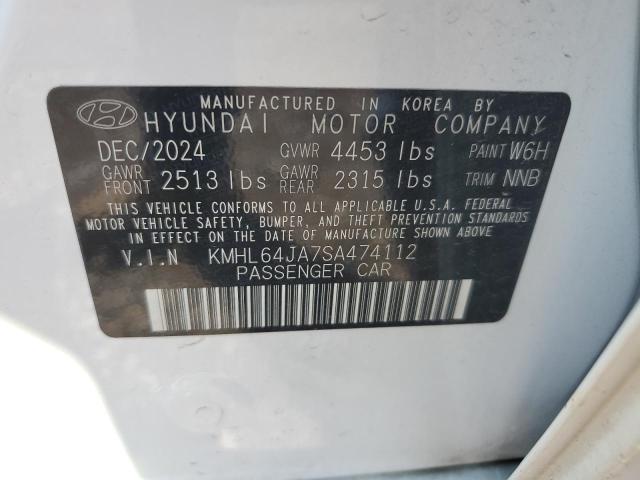 MANUFACTURED IN KOREA BY
HYUNDAI MOTOR COMPANY
DEC/2024 GVWR 4453 lbs PAINT W6H
GAWR FRONT 2513 lbs GAWR REAR 2315 lbs TRIM NNB
THIS VEHICLE CONFORMS TO ALL APPLICABLE U.S.A. FEDERAL
MOTOR VEHICLE SAFETY, BUMPER, AND THEFT PREVENTION STANDARDS
IN EFFECT ON THE DATE OF MANUFACTURE SHOWN ABOVE.
V.I.N KMHL64JA7SA474112
PASSENGER CAR